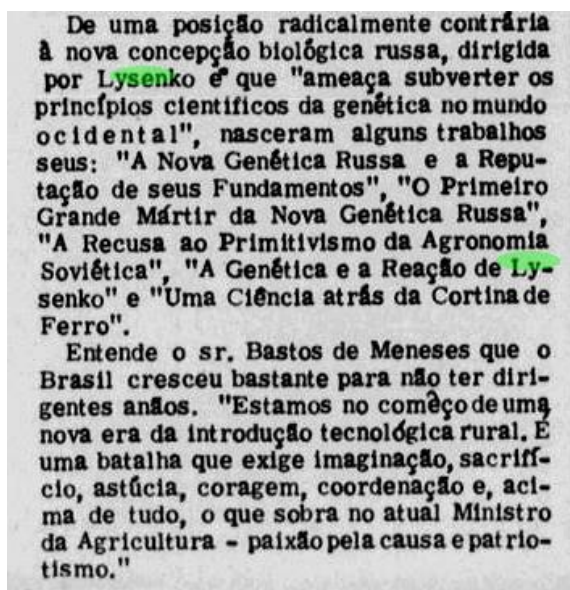 De uma posição radicalmente contrária
à nova concepção biológica russa, dirigida
por Lysenko e que "ameaça subverter os
princípios científicos da genética no mundo
ocidental", nasceram alguns trabalhos
seus: "A Nova Genética Russa e a Repu-
tação de seus Fundamentos", "O Primeiro
Grande Mártir da Nova Genética Russa",
"A Recusa ao Primitivismo da Agronomia
Soviética", "A Genética e a Reação de Ly-
senko" e "Uma Ciência atrás da Cortina de
Ferro".
Entende o sr. Bastos de Meneses que o
Brasil cresceu bastante para não ter diri-
gentes anãos. "Estamos no começo de uma
nova era da introdução tecnológica rural. É
uma batalha que exige imaginação, sacrifí-
cio, astúcia, coragem, coordenação e, aci-
ma de tudo, o que sobra no atual Ministro
da Agricultura - paixão pela causa e patrio-
tismo."